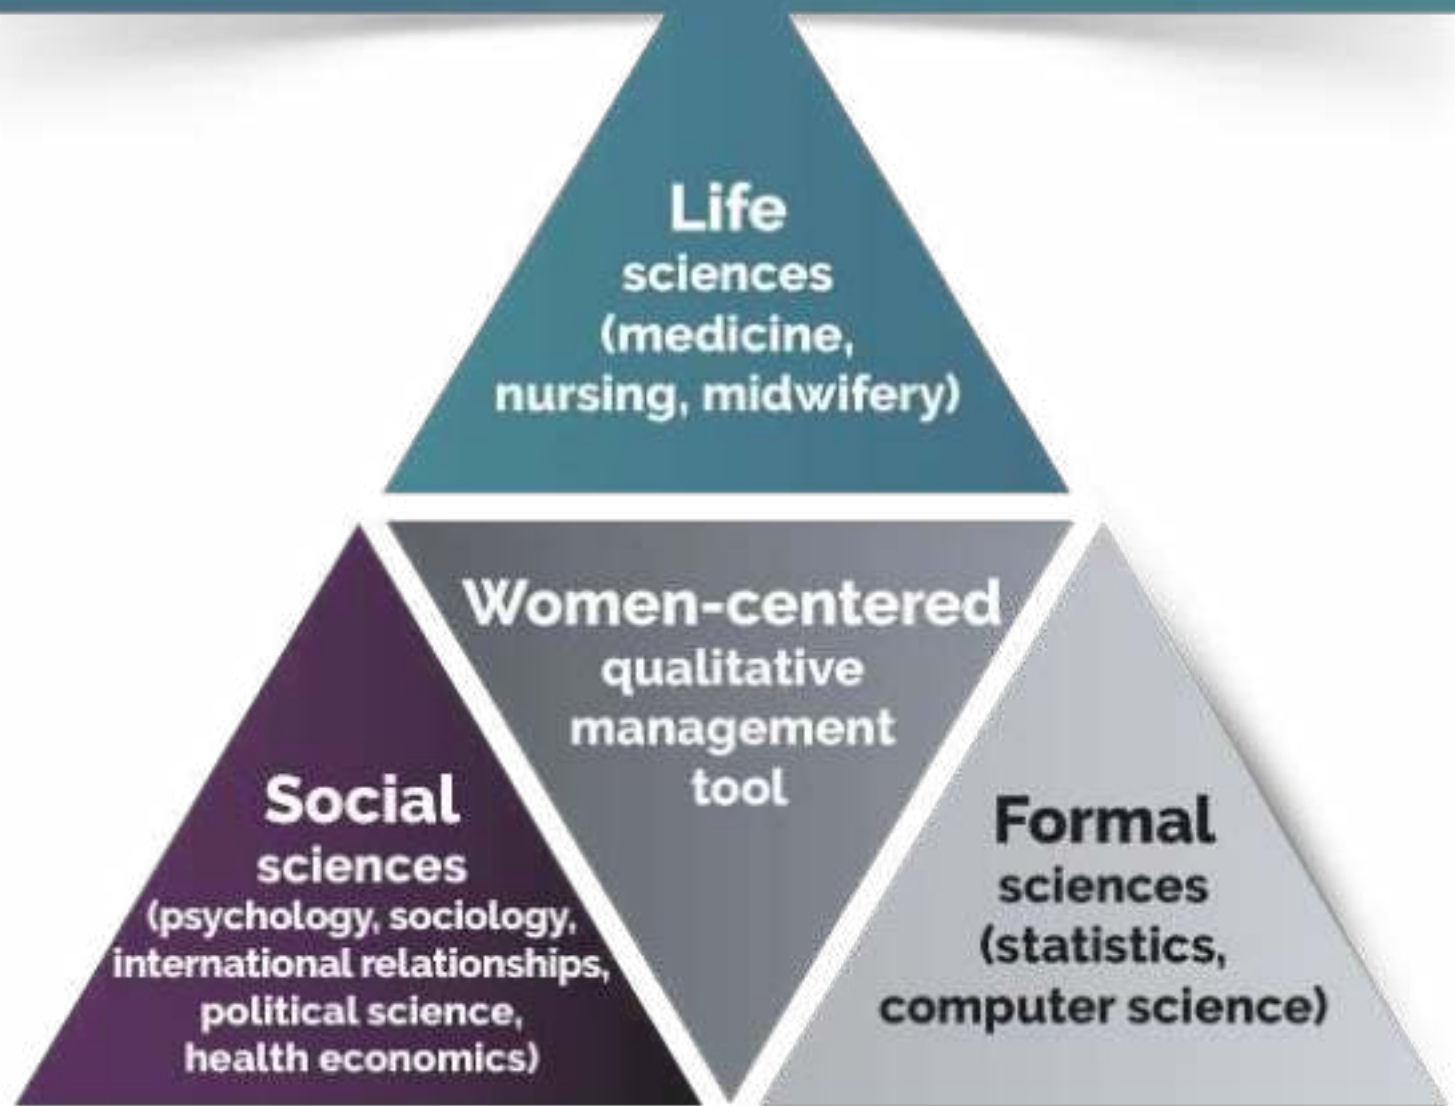 Life
sciences
(medicine,
nursing, midwifery)
Women-centered
qualitative
management
tool
Social
sciences
(psychology, sociology,
international relationships,
political science,
health economics)
Formal
sciences
(statistics,
computer science)